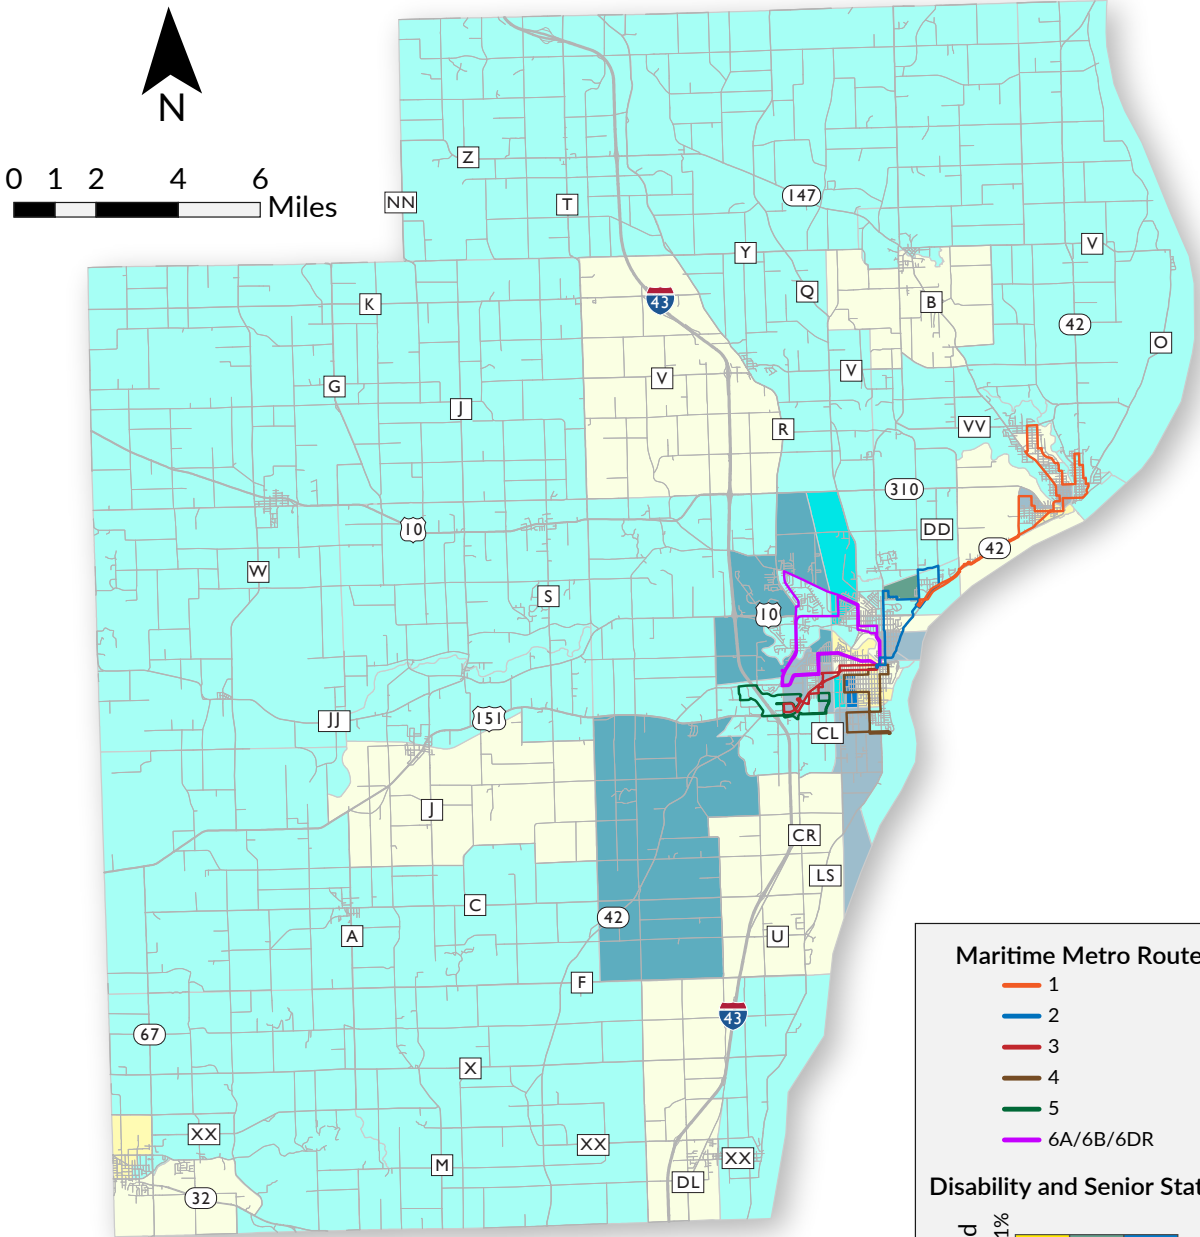 N
0 1 2 4 6
Miles
Z
NN
T
147
Y
V
K
43
Q
B
42
O
G
V
V
J
R
VV
310
10
DD
42
W
S
10
JJ
151
CL
J
CR
LS
C
A
42
U
F
43
67
X
XX
XX
M
XX
DL
32
Maritime Metro Route
1
2
3
4
5
6A/6B/6DR
Disability and Senior Stat
d
1%